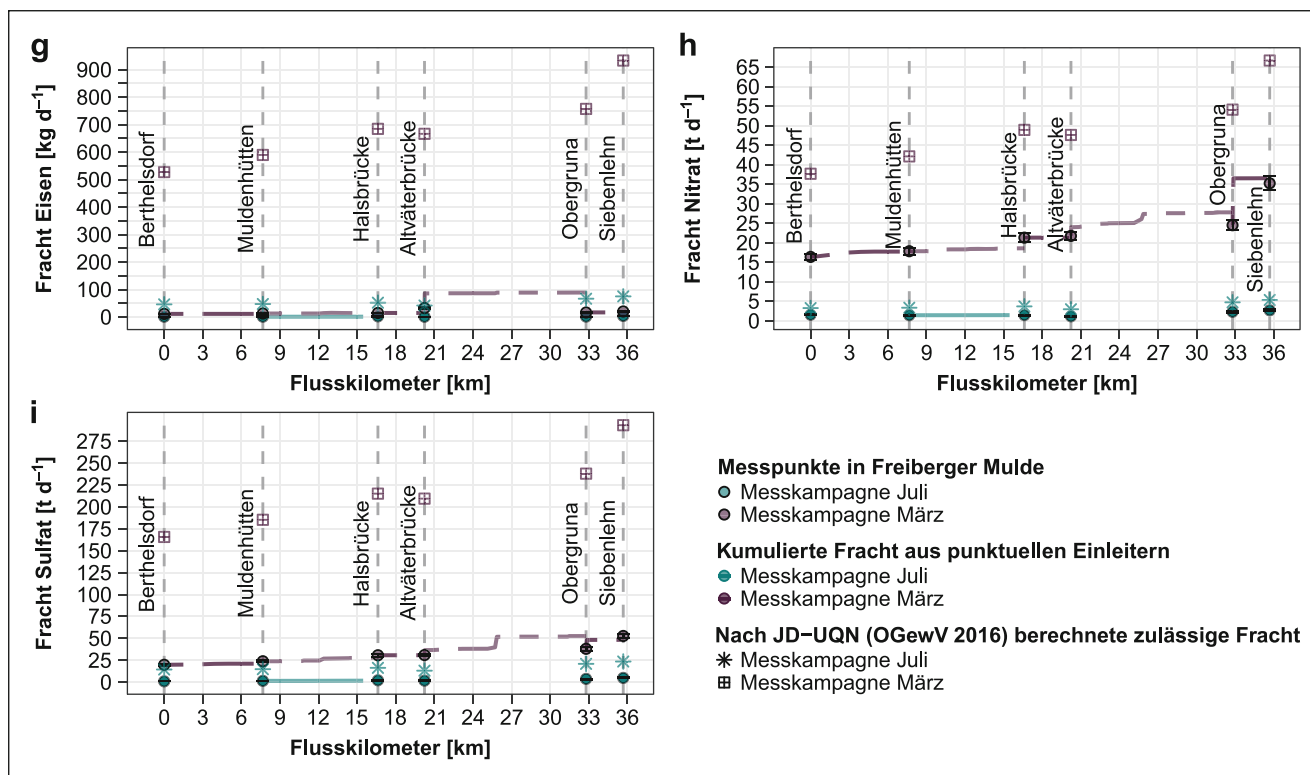 g
Fracht Eisen [kg d⁻¹]
900
800
700
600
500
400
300
200
100
0
Berthelsdorf
Muldenhütten
Halsbrücke
Altväterbrücke
Obergruna
Siebenlehn
0 3 6 9 12 15 18 21 24 27 30 33 36
Flusskilometer [km]
h
Fracht Nitrat [t d⁻¹]
65
60
55
50
45
40
35
30
25
20
15
10
5
0
Berthelsdorf
Muldenhütten
Halsbrücke
Altväterbrücke
Obergruna
Siebenlehn
0 3 6 9 12 15 18 21 24 27 30 33 36
Flusskilometer [km]
i
Fracht Sulfat [t d⁻¹]
275
250
225
200
175
150
125
100
75
50
25
0
Berthelsdorf
Muldenhütten
Halsbrücke
Altväterbrücke
Obergruna
Siebenlehn
0 3 6 9 12 15 18 21 24 27 30 33 36
Flusskilometer [km]
Messpunkte in Freiberger Mulde
Messkampagne Juli
Messkampagne März
Kumulierte Fracht aus punktuellen Einleitern
Messkampagne Juli
Messkampagne März
Nach JD−UQN (OGewV 2016) berechnete zulässige Fracht
Messkampagne Juli
Messkampagne März